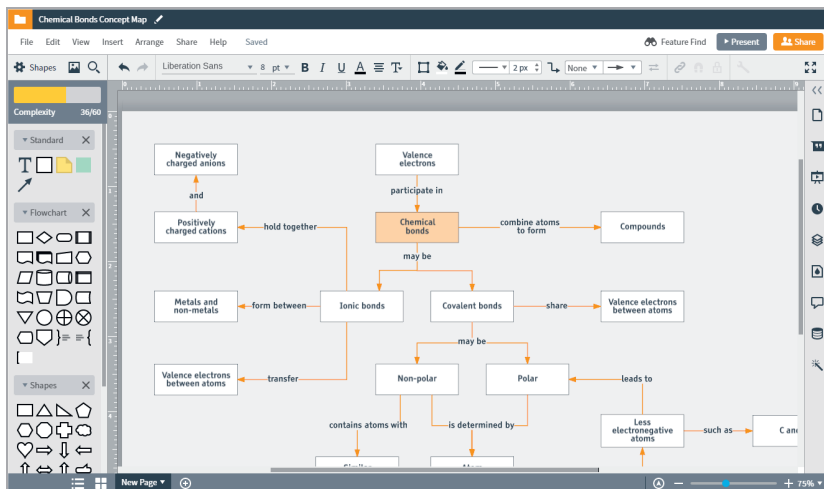 Chemical Bonds Concept Map
File Edit View Insert Arrange Share Help Saved
Feature Find
Present
Share
Shapes
Liberation Sans
8 pt
B I U A
2 px
None
Complexity 36/60
Standard
T
Flowchart
Shapes
Negatively
charged anions
and
Positively
charged cations
hold together
Valence
electrons
participate in
Chemical
bonds
combine atoms
to form
Compounds
may be
Metals and
non-metals
form between
Ionic bonds
Covalent bonds
share
Valence electrons
between atoms
may be
Valence electrons
between atoms
transfer
Non-polar
Polar
leads to
contains atoms with
is determined by
Less
electronegative
atoms
such as
C and
New Page
75%